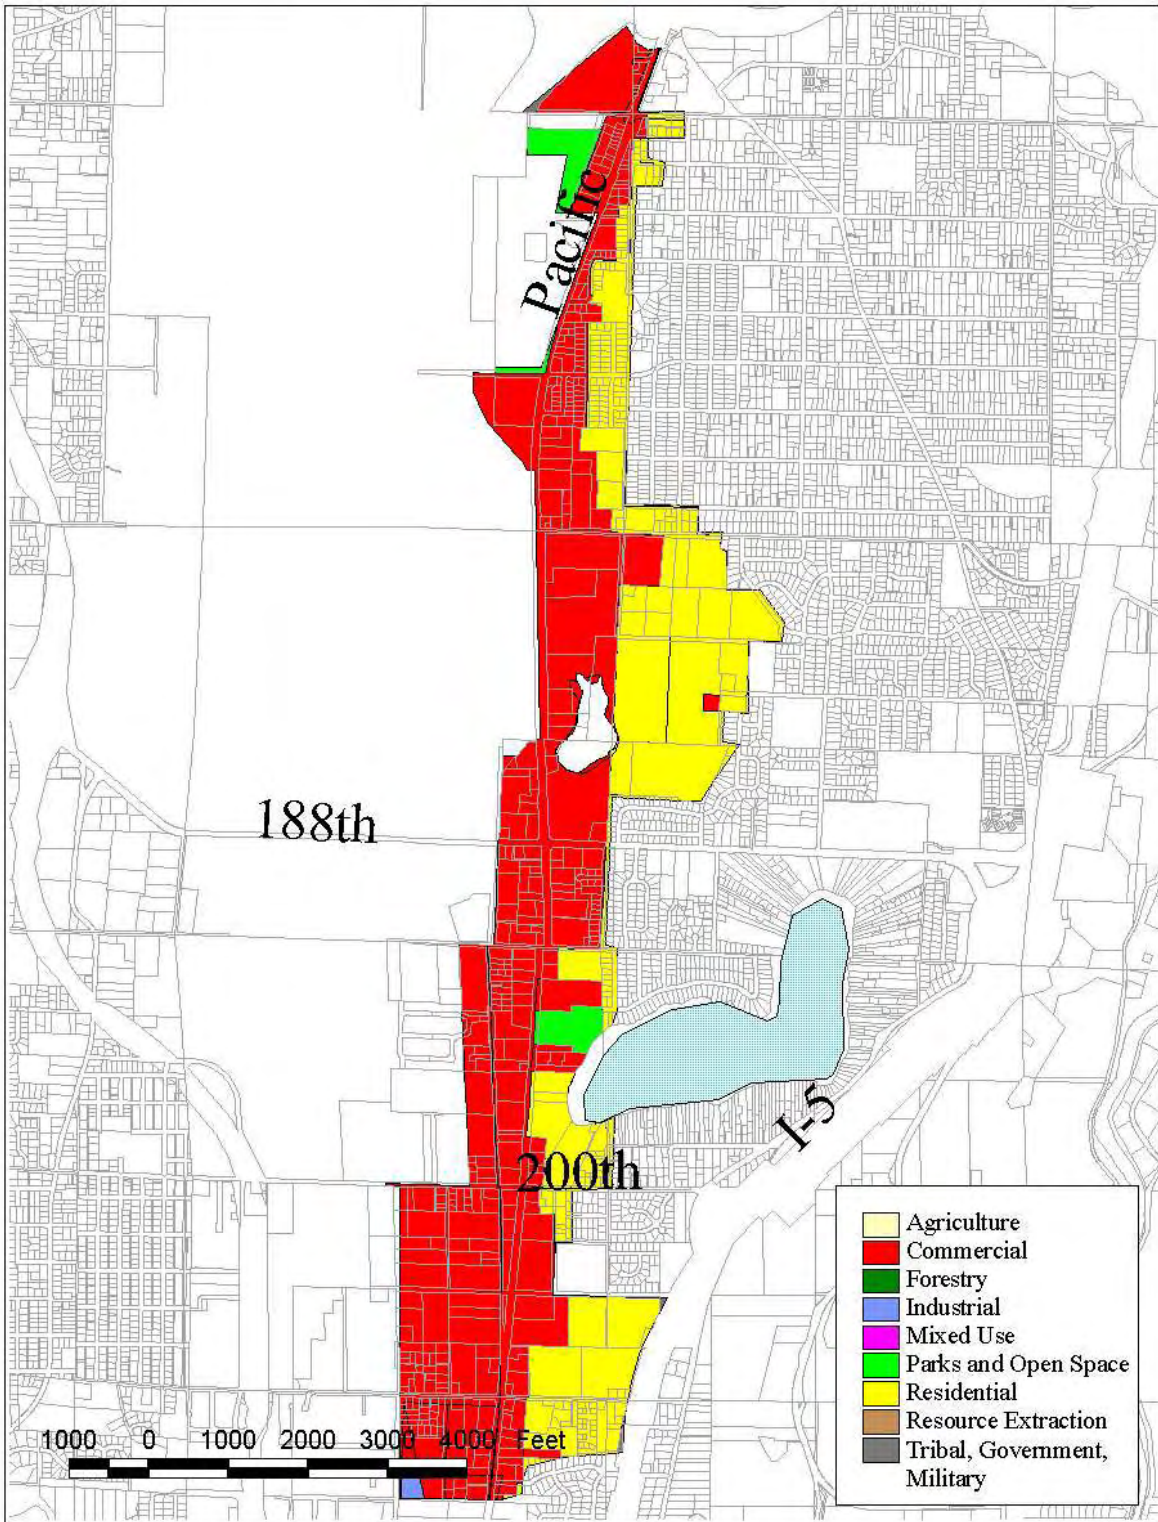 Pacific
188th
I-5
200th
Agriculture
Commercial
Forestry
Industrial
Mixed Use
Parks and Open Space
Residential
Resource Extraction
Tribal, Government,
Military
1000 0 1000 2000 3000 4000 Feet